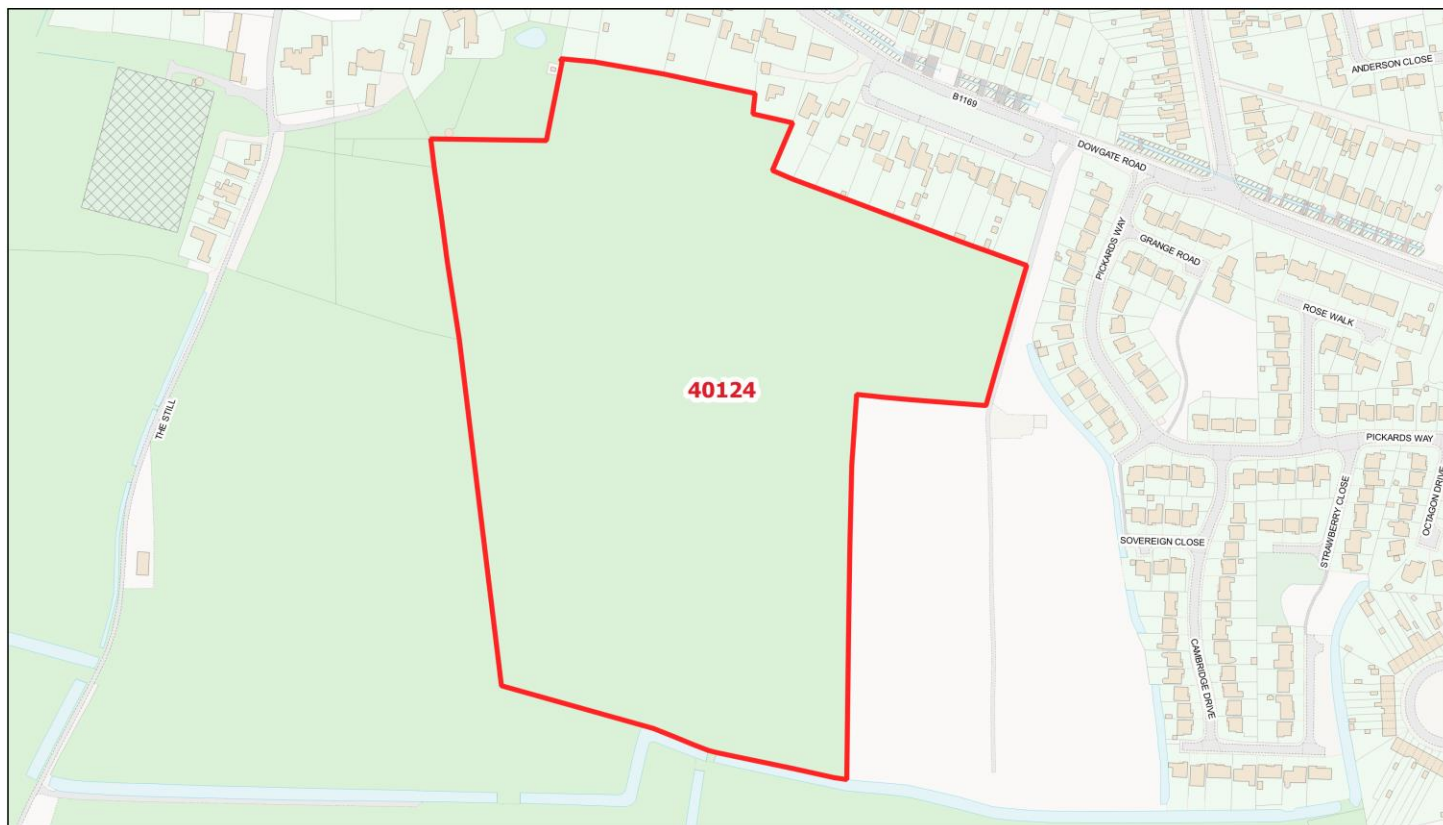 ANDERSON CLOSE
B1169
DOWGATE ROAD
PICKARDS WAY
GRANGE ROAD
ROSE WALK
40124
THE STILL
PICKARDS WAY
SOVEREIGN CLOSE
STRAWBERRY CLOSE
OCTAGON DRIVE
CAMBRIDGE DRIVE